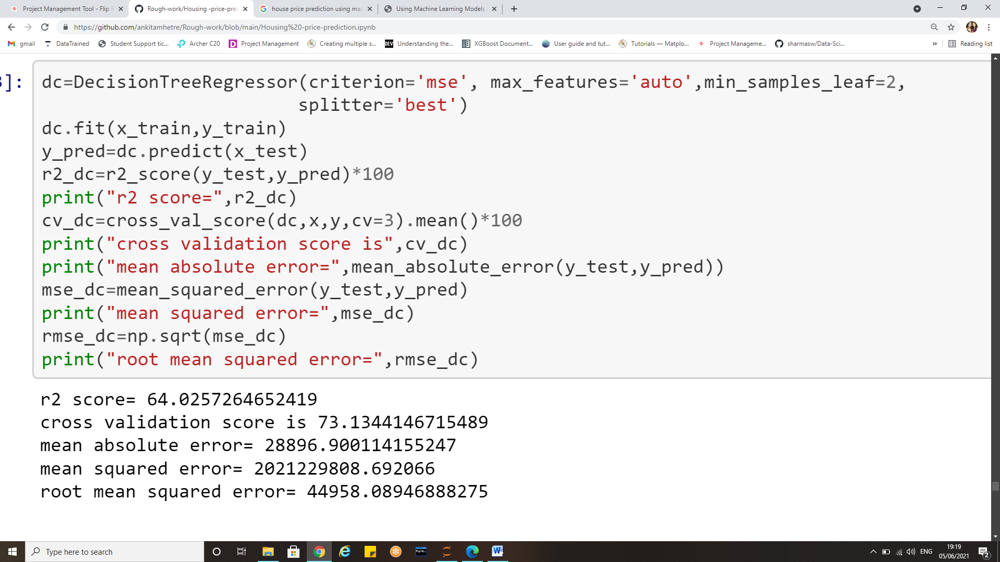 Project Management Tool - Flip R
Rough-work/Housing -price-pred
house price prediction using mac
Using Machine Learning Models
https://github.com/ankitamhetre/Rough-work/blob/main/Housing%20-price-prediction.ipynb
gmail
DataTrained
Student Support tic...
Archer C20
Project Management
Creating multiple s...
DEV
Understanding the...
XGBoost Document...
User guide and tut...
Tutorials — Matplo...
Project Manageme...
sharmasw/Data-Sci...
»
Reading list
]:
dc=DecisionTreeRegressor(criterion='mse', max_features='auto',min_samples_leaf=2,
splitter='best')
dc.fit(x_train,y_train)
y_pred=dc.predict(x_test)
r2_dc=r2_score(y_test,y_pred)*100
print("r2 score=",r2_dc)
cv_dc=cross_val_score(dc,x,y,cv=3).mean()*100
print("cross validation score is",cv_dc)
print("mean absolute error=",mean_absolute_error(y_test,y_pred))
mse_dc=mean_squared_error(y_test,y_pred)
print("mean squared error=",mse_dc)
rmse_dc=np.sqrt(mse_dc)
print("root mean squared error=",rmse_dc)
r2 score= 64.0257264652419
cross validation score is 73.1344146715489
mean absolute error= 28896.900114155247
mean squared error= 2021229808.692066
root mean squared error= 44958.08946888275
Type here to search
MySQL
ENG
19:19
05/06/2021
2